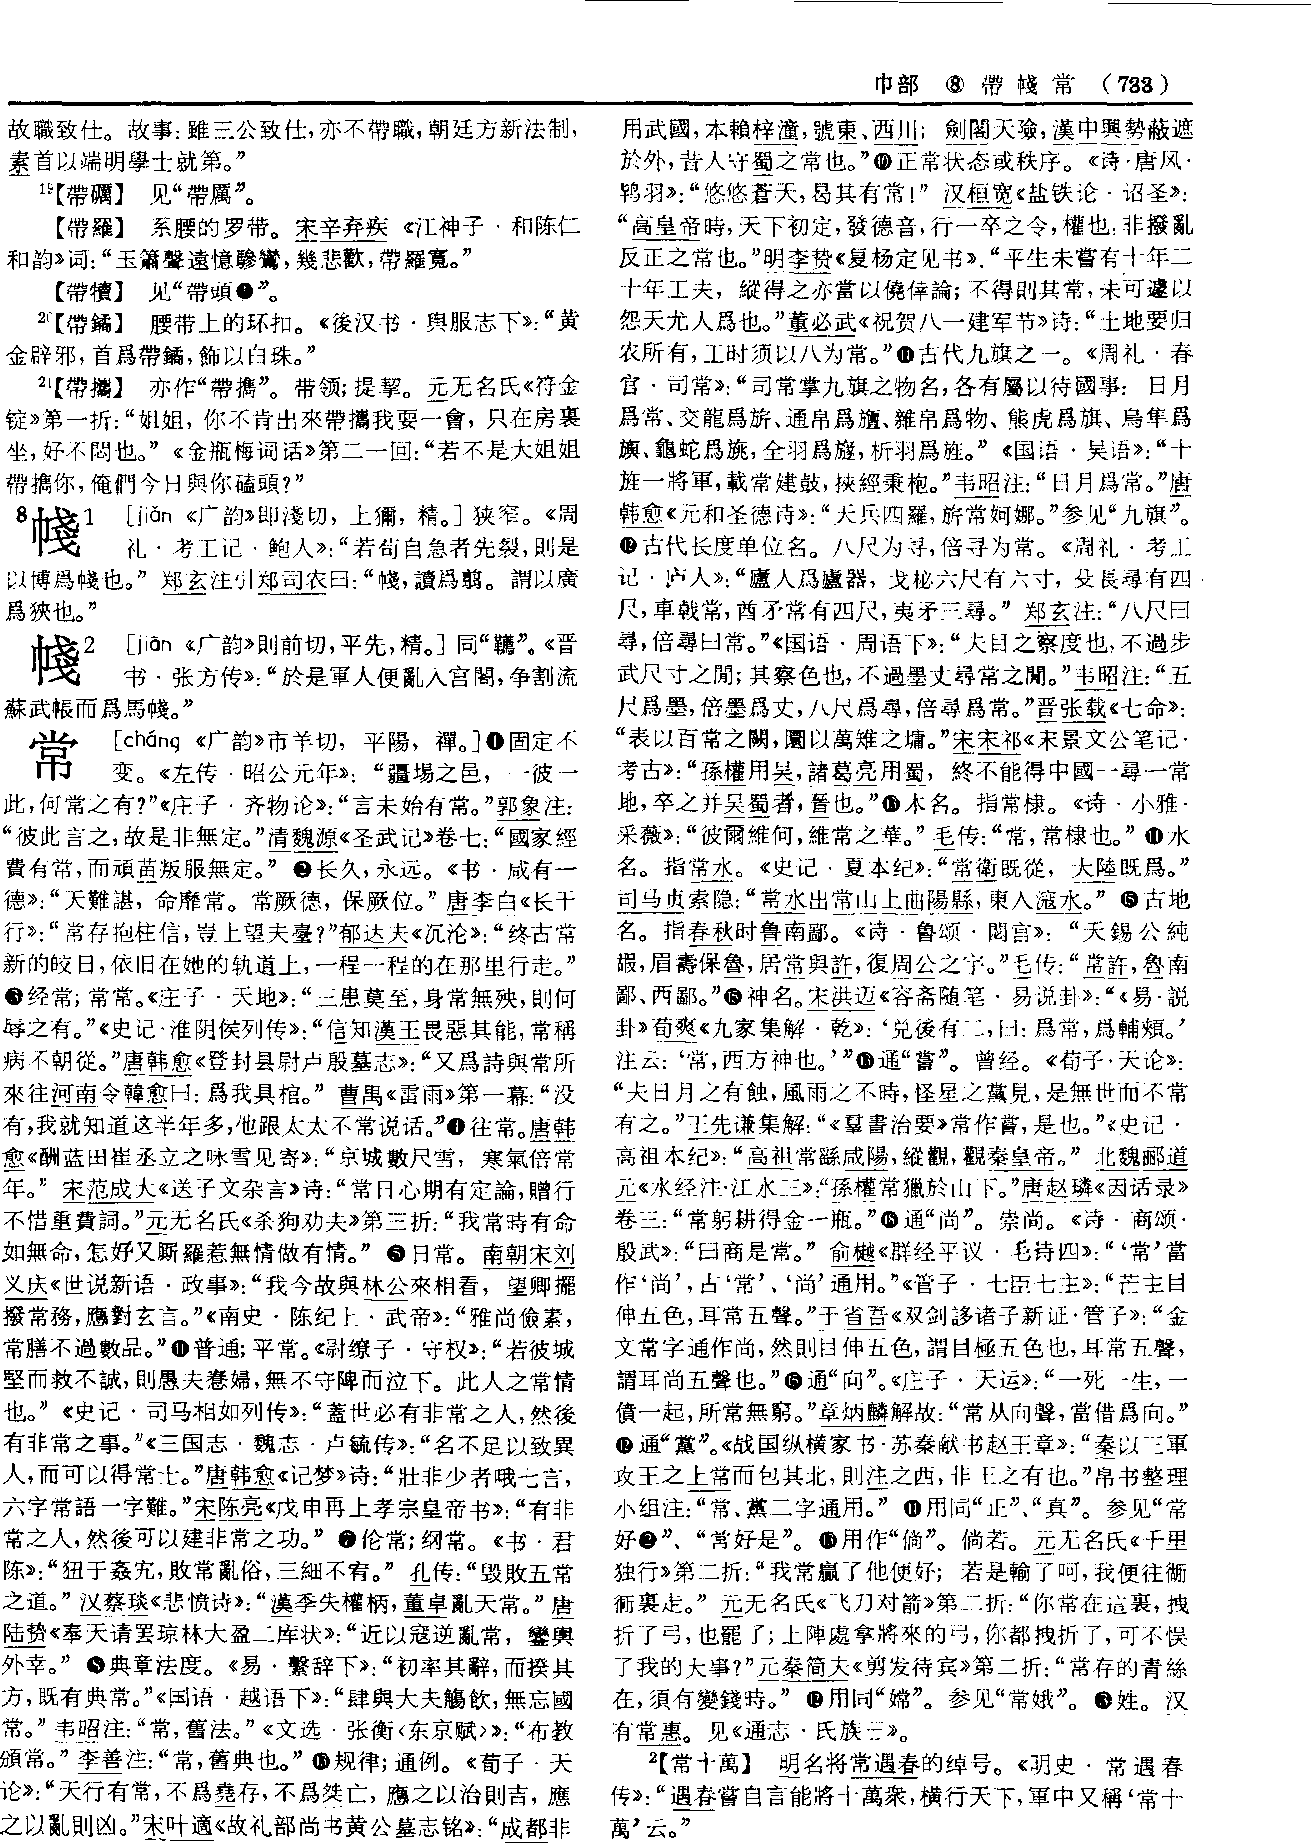 巾部 ⑧ 帶 帴 常 （733）
故職致仕。故事：雖三公致仕，亦不帶職，朝廷方新法制，
素首以端明學士就第。”
19【帶礪】 见“帶厲”。
【帶羅】 系腰的罗带。宋辛弃疾《江神子·和陈仁
和韵》词：“玉簫聲遠憶驂鸞，幾悲歡，帶羅寬。”
【帶犢】 见“帶頭❷”。
20【帶鐍】 腰带上的环扣。《後汉书·舆服志下》：“黄
金辟邪，首爲帶鐍，飾以白珠。”
21【帶攜】 亦作“帶擕”。带领；提挈。元无名氏《符金
锭》第一折：“姐姐，你不肯出來帶攜我耍一會，只在房裏
坐，好不悶也。”《金瓶梅词话》第二一回：“若不是大姐姐
帶擕你，俺們今日與你磕頭？”
8帴1 [jiǎn 《广韵》即淺切，上獮，精。]狭窄。《周
礼·考工记·鲍人》：“若苟自急者先裂，則是
以博爲帴也。”郑玄注引郑司农曰：“帴，讀爲翦。謂以廣
爲狹也。”
帴2 [jiān 《广韵》則前切，平先，精。]同“韉”。《晋
书·张方传》：“於是軍人便亂入宫閤，争割流
蘇武帳而爲馬帴。”
常 [cháng 《广韵》市羊切，平陽，禪。]❶固定不
变。《左传·昭公元年》：“疆埸之邑，一彼一
此，何常之有？”《庄子·齐物论》：“言未始有常。”郭象注：
“彼此言之，故是非無定。”清魏源《圣武记》卷七：“國家經
費有常，而頑苗叛服無定。”❷长久，永远。《书·咸有一
德》：“天難諶，命靡常。常厥德，保厥位。”唐李白《长干
行》：“常存抱柱信，豈上望夫臺？”郁达夫《沉沦》：“终古常
新的皎日，依旧在她的轨道上，一程一程的在那里行走。”
❸经常；常常。《庄子·天地》：“三患莫至，身常無殃，則何
辱之有。”《史记·淮阴侯列传》：“信知漢王畏惡其能，常稱
病不朝從。”唐韩愈《登封县尉卢殷墓志》：“又爲詩與常所
來往河南令韓愈曰：爲我具棺。”曹禺《雷雨》第一幕：“没
有，我就知道这半年多，他跟太太不常说话。”❹往常。唐韩
愈《酬蓝田崔丞立之咏雪见寄》：“京城數尺雪，寒氣倍常
年。”宋范成大《送子文杂言》诗：“常日心期有定論，贈行
不惜重費詞。”元无名氏《杀狗劝夫》第三折：“我常時有命
如無命，怎好又廝羅惹無情做有情。”❺日常。南朝宋刘
义庆《世说新语·政事》：“我今故與林公來相看，望卿擺
撥常務，應對玄言。”《南史·陈纪上·武帝》：“雅尚儉素，
常膳不過數品。”❻普通；平常。《尉缭子·守权》：“若彼城
堅而救不誠，則愚夫惷婦，無不守陴而泣下。此人之常情
也。”《史记·司马相如列传》：“蓋世必有非常之人，然後
有非常之事。”《三国志·魏志·卢毓传》：“名不足以致異
人，而可以得常士。”唐韩愈《记梦》诗：“壯非少者哦七言，
六字常語一字難。”宋陈亮《戊申再上孝宗皇帝书》：“有非
常之人，然後可以建非常之功。”❼伦常；纲常。《书·君
陈》：“狃于姦宄，敗常亂俗，三細不宥。”孔传：“毁敗五常
之道。”汉蔡琰《悲愤诗》：“漢季失權柄，董卓亂天常。”唐
陆贽《奉天请罢琼林大盈二库状》：“近以寇逆亂常，鑾輿
外幸。”❽典章法度。《易·繫辞下》：“初率其辭，而揆其
方，既有典常。”《国语·越语下》：“肆與大夫觴飲，無忘國
常。”韦昭注：“常，舊法。”《文选·张衡〈东京赋〉》：“布教
頒常。”李善注：“常，舊典也。”❾规律；通例。《荀子·天
论》：“天行有常，不爲堯存，不爲桀亡，應之以治則吉，應
之以亂則凶。”宋叶適《故礼部尚书黄公墓志铭》：“成都非
用武國，本賴梓潼，號東、西川；劍閣天險，漢中興勢蔽遮
於外，昔人守蜀之常也。”❿正常状态或秩序。《诗·唐风·
鸨羽》：“悠悠蒼天，曷其有常！”汉桓宽《盐铁论·诏圣》：
“高皇帝時，天下初定，發德音，行一卒之令，權也；非撥亂
反正之常也。”明李贽《复杨定见书》：“平生未嘗有十年二
十年工夫，縱得之亦當以僥倖論；不得則其常，未可遽以
怨天尤人爲也。”董必武《祝贺八一建军节》诗：“土地要归
农所有，工时须以八为常。”⓫古代九旗之一。《周礼·春
官·司常》：“司常掌九旗之物名，各有屬以待國事：日月
爲常、交龍爲旂、通帛爲旜、雜帛爲物、熊虎爲旗、鳥隼爲
旟、龜蛇爲旐，全羽爲旞，析羽爲旌。”《国语·吴语》：“十
旌一將軍，載常建鼓，挾經秉枹。”韦昭注：“日月爲常。”唐
韩愈《元和圣德诗》：“天兵四羅，旂常婀娜。”参见“九旗”。
⓬古代长度单位名。八尺为寻，倍寻为常。《周礼·考工
记·庐人》：“廬人爲廬器，戈柲六尺有六寸，殳長尋有四
尺，車戟常，酋矛常有四尺，夷矛三尋。”郑玄注：“八尺曰
尋，倍尋曰常。”《国语·周语下》：“夫目之察度也，不過步
武尺寸之閒；其察色也，不過墨丈尋常之閒。”韦昭注：“五
尺爲墨，倍墨爲丈，八尺爲尋，倍尋爲常。”晋张载《七命》：
“表以百常之闕，圜以萬雉之墉。”宋宋祁《宋景文公笔记·
考古》：“孫權用吴，諸葛亮用蜀，終不能得中國一尋一常
地，卒之并吴蜀者，晉也。”⓭木名。指常棣。《诗·小雅·
采薇》：“彼爾維何，維常之華。”毛传：“常，常棣也。”⓮水
名。指常水。《史记·夏本纪》：“常衛既從，大陸既爲。”
司马贞索隐：“常水出常山上曲陽縣，東入滱水。”⓯古地
名。指春秋时鲁南鄙。《诗·鲁颂·閟宫》：“天錫公純
嘏，眉壽保魯，居常與許，復周公之宇。”毛传：“常許，魯南
鄙、西鄙。”⓰神名。宋洪迈《容斋随笔·易说卦》：“《易·説
卦》荀爽《九家集解·乾》：‘兑後有二，曰：爲常，爲輔頰。’
注云：‘常，西方神也。’”⓱通“嘗”。曾经。《荀子·天论》：
“夫日月之有蝕，風雨之不時，怪星之黨見，是無世而不常
有之。”王先谦集解：“《羣書治要》常作嘗，是也。”《史记·
高祖本纪》：“高祖常繇咸陽，縱觀，觀秦皇帝。”北魏郦道
元《水经注·江水三》：“孫權常獵於山下。”唐赵璘《因话录》
卷三：“常躬耕得金一瓶。”⓲通“尚”。崇尚。《诗·商颂·
殷武》：“曰商是常。”俞樾《群经平议·毛诗四》：“‘常’當
作‘尚’，古‘常’、‘尚’通用。”《管子·七臣七主》：“芒主目
伸五色，耳常五聲。”于省吾《双剑誃诸子新证·管子》：“金
文常字通作尚，然則目伸五色，謂目極五色也，耳常五聲，
謂耳尚五聲也。”⓳通“向”。《庄子·天运》：“一死一生，一
僨一起，所常無窮。”章炳麟解故：“常从向聲，當借爲向。”
⓴通“黨”。《战国纵横家书·苏秦献书赵王章》：“秦以三軍
攻王之上常而包其北，則注之西，非王之有也。”帛书整理
小组注：“常、黨二字通用。”㉑用同“正”、“真”。参见“常
好❷”、“常好是”。㉒用作“倘”。倘若。元无名氏《千里
独行》第二折：“我常贏了他便好；若是輸了呵，我便往衚
衕裏走。”元无名氏《飞刀对箭》第二折：“你常在這裏，拽
折了弓，也罷了；上陣處拿將來的弓，你都拽折了，可不悮
了我的大事？”元秦简夫《剪发待宾》第二折：“常存的青絲
在，須有變錢時。”㉓用同“嫦”。参见“常娥”。㉔姓。汉
有常惠。见《通志·氏族三》。
2【常十萬】 明名将常遇春的绰号。《明史·常遇春
传》：“遇春嘗自言能將十萬衆，横行天下，軍中又稱‘常十
萬’云。”